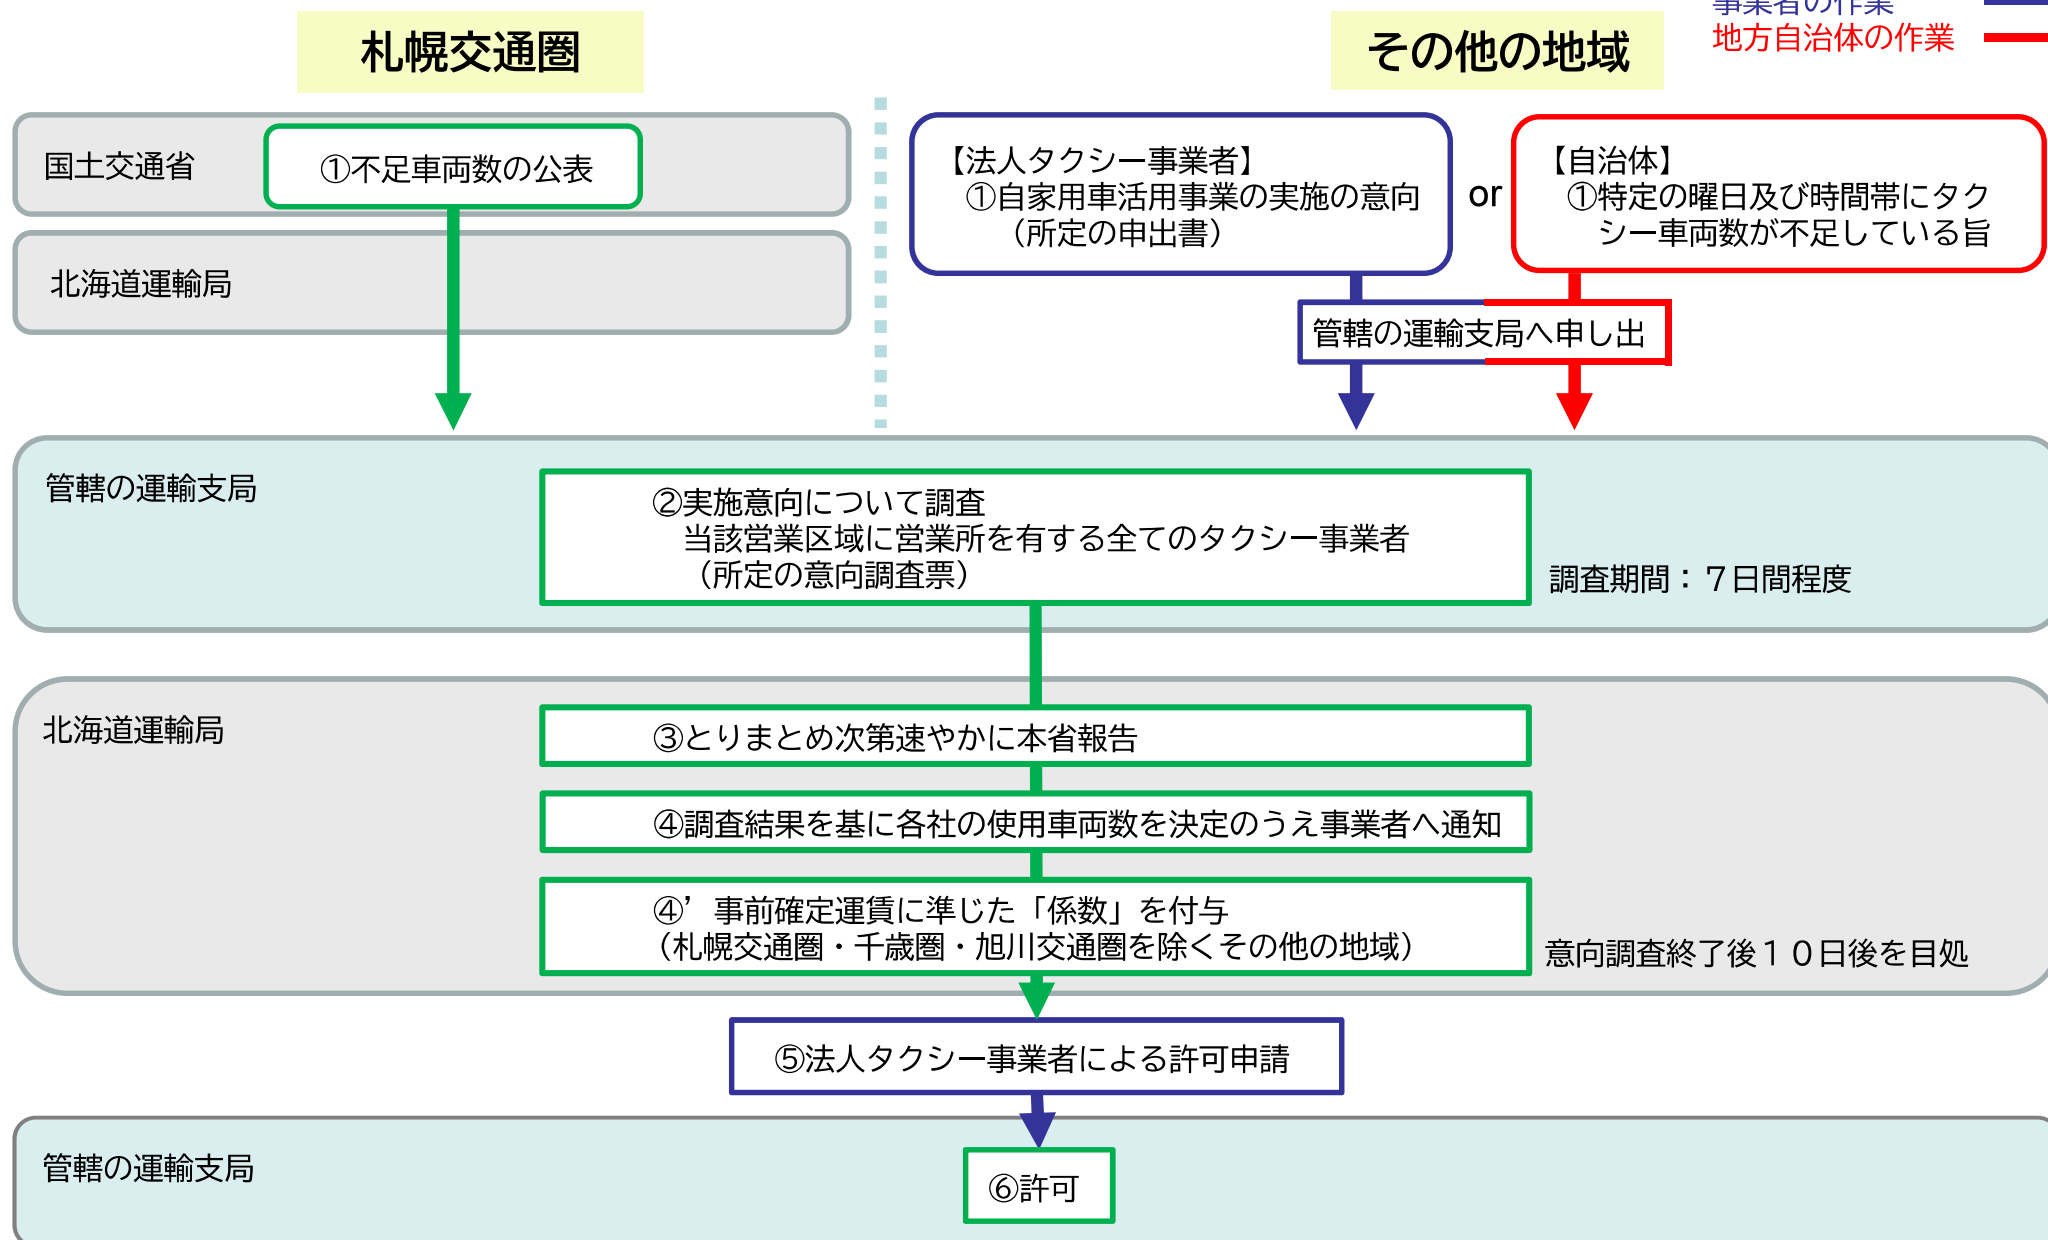 事業者の作業
地方自治体の作業
札幌交通圏
その他の地域
国土交通省
①不足車両数の公表
北海道運輸局
【法人タクシー事業者】
①自家用車活用事業の実施の意向
（所定の申出書）
or
【自治体】
①特定の曜日及び時間帯にタク
シー車両数が不足している旨
管轄の運輸支局へ申し出
管轄の運輸支局
②実施意向について調査
当該営業区域に営業所を有する全てのタクシー事業者
（所定の意向調査票）
調査期間：７日間程度
北海道運輸局
③とりまとめ次第速やかに本省報告
④調査結果を基に各社の使用車両数を決定のうえ事業者へ通知
④’事前確定運賃に準じた「係数」を付与
（札幌交通圏・千歳圏・旭川交通圏を除くその他の地域）
意向調査終了後１０日後を目処
⑤法人タクシー事業者による許可申請
管轄の運輸支局
⑥許可